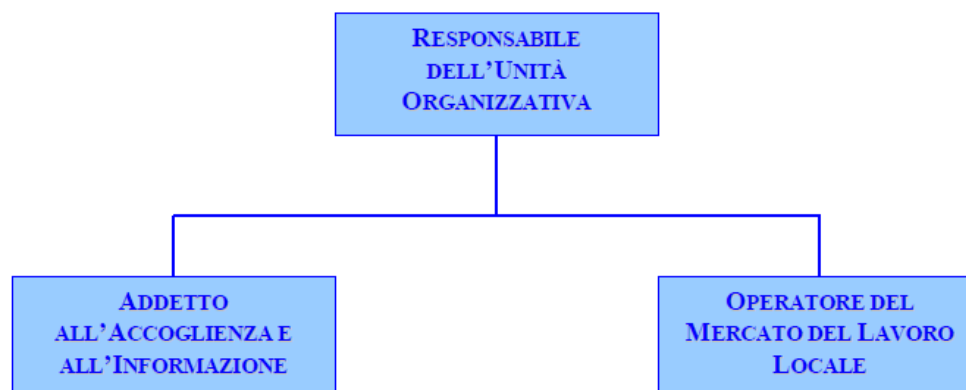 RESPONSABILE
DELL'UNITÀ
ORGANIZZATIVA
ADDETTO
ALL'ACCOGLIENZA E
ALL'INFORMAZIONE
OPERATORE DEL
MERCATO DEL LAVORO
LOCALE